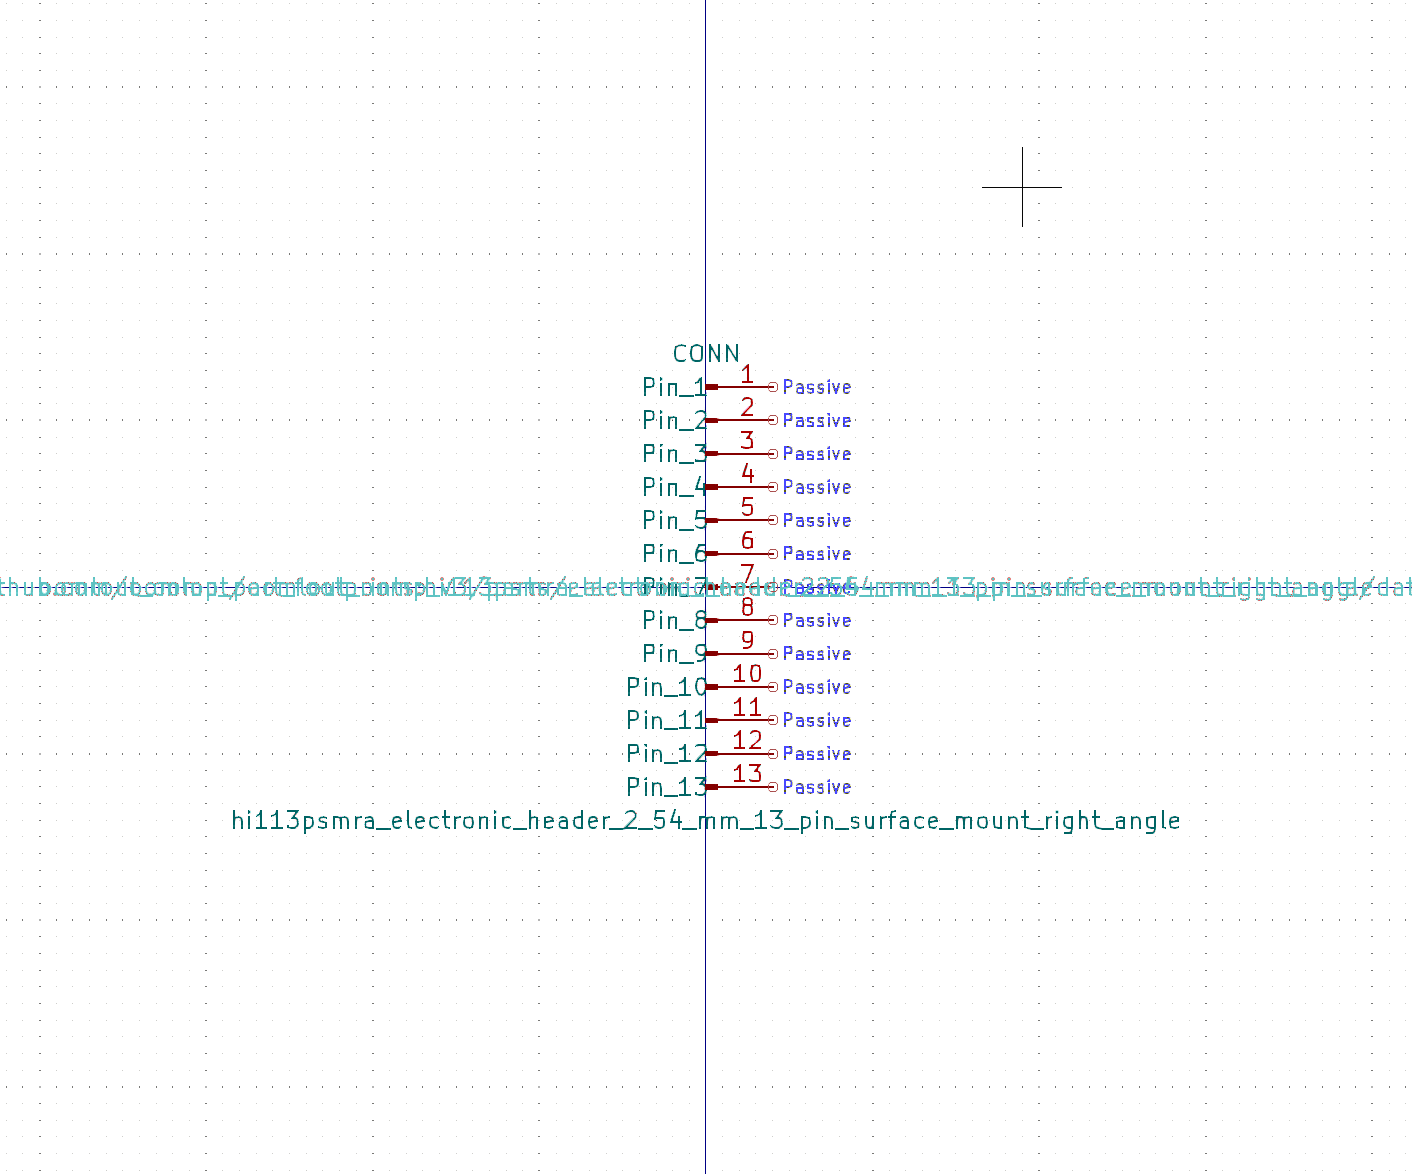 CONN
Pin_1 1 Passive
Pin_2 2 Passive
Pin_3 3 Passive
Pin_4 4 Passive
Pin_5 5 Passive
Pin_6 6 Passive
Pin_7 7 Passive
Pin_8 8 Passive
Pin_9 9 Passive
Pin_10 10 Passive
Pin_11 11 Passive
Pin_12 12 Passive
Pin_13 13 Passive
hi113psmra_electronic_header_2_54_mm_13_pin_surface_mount_right_angle